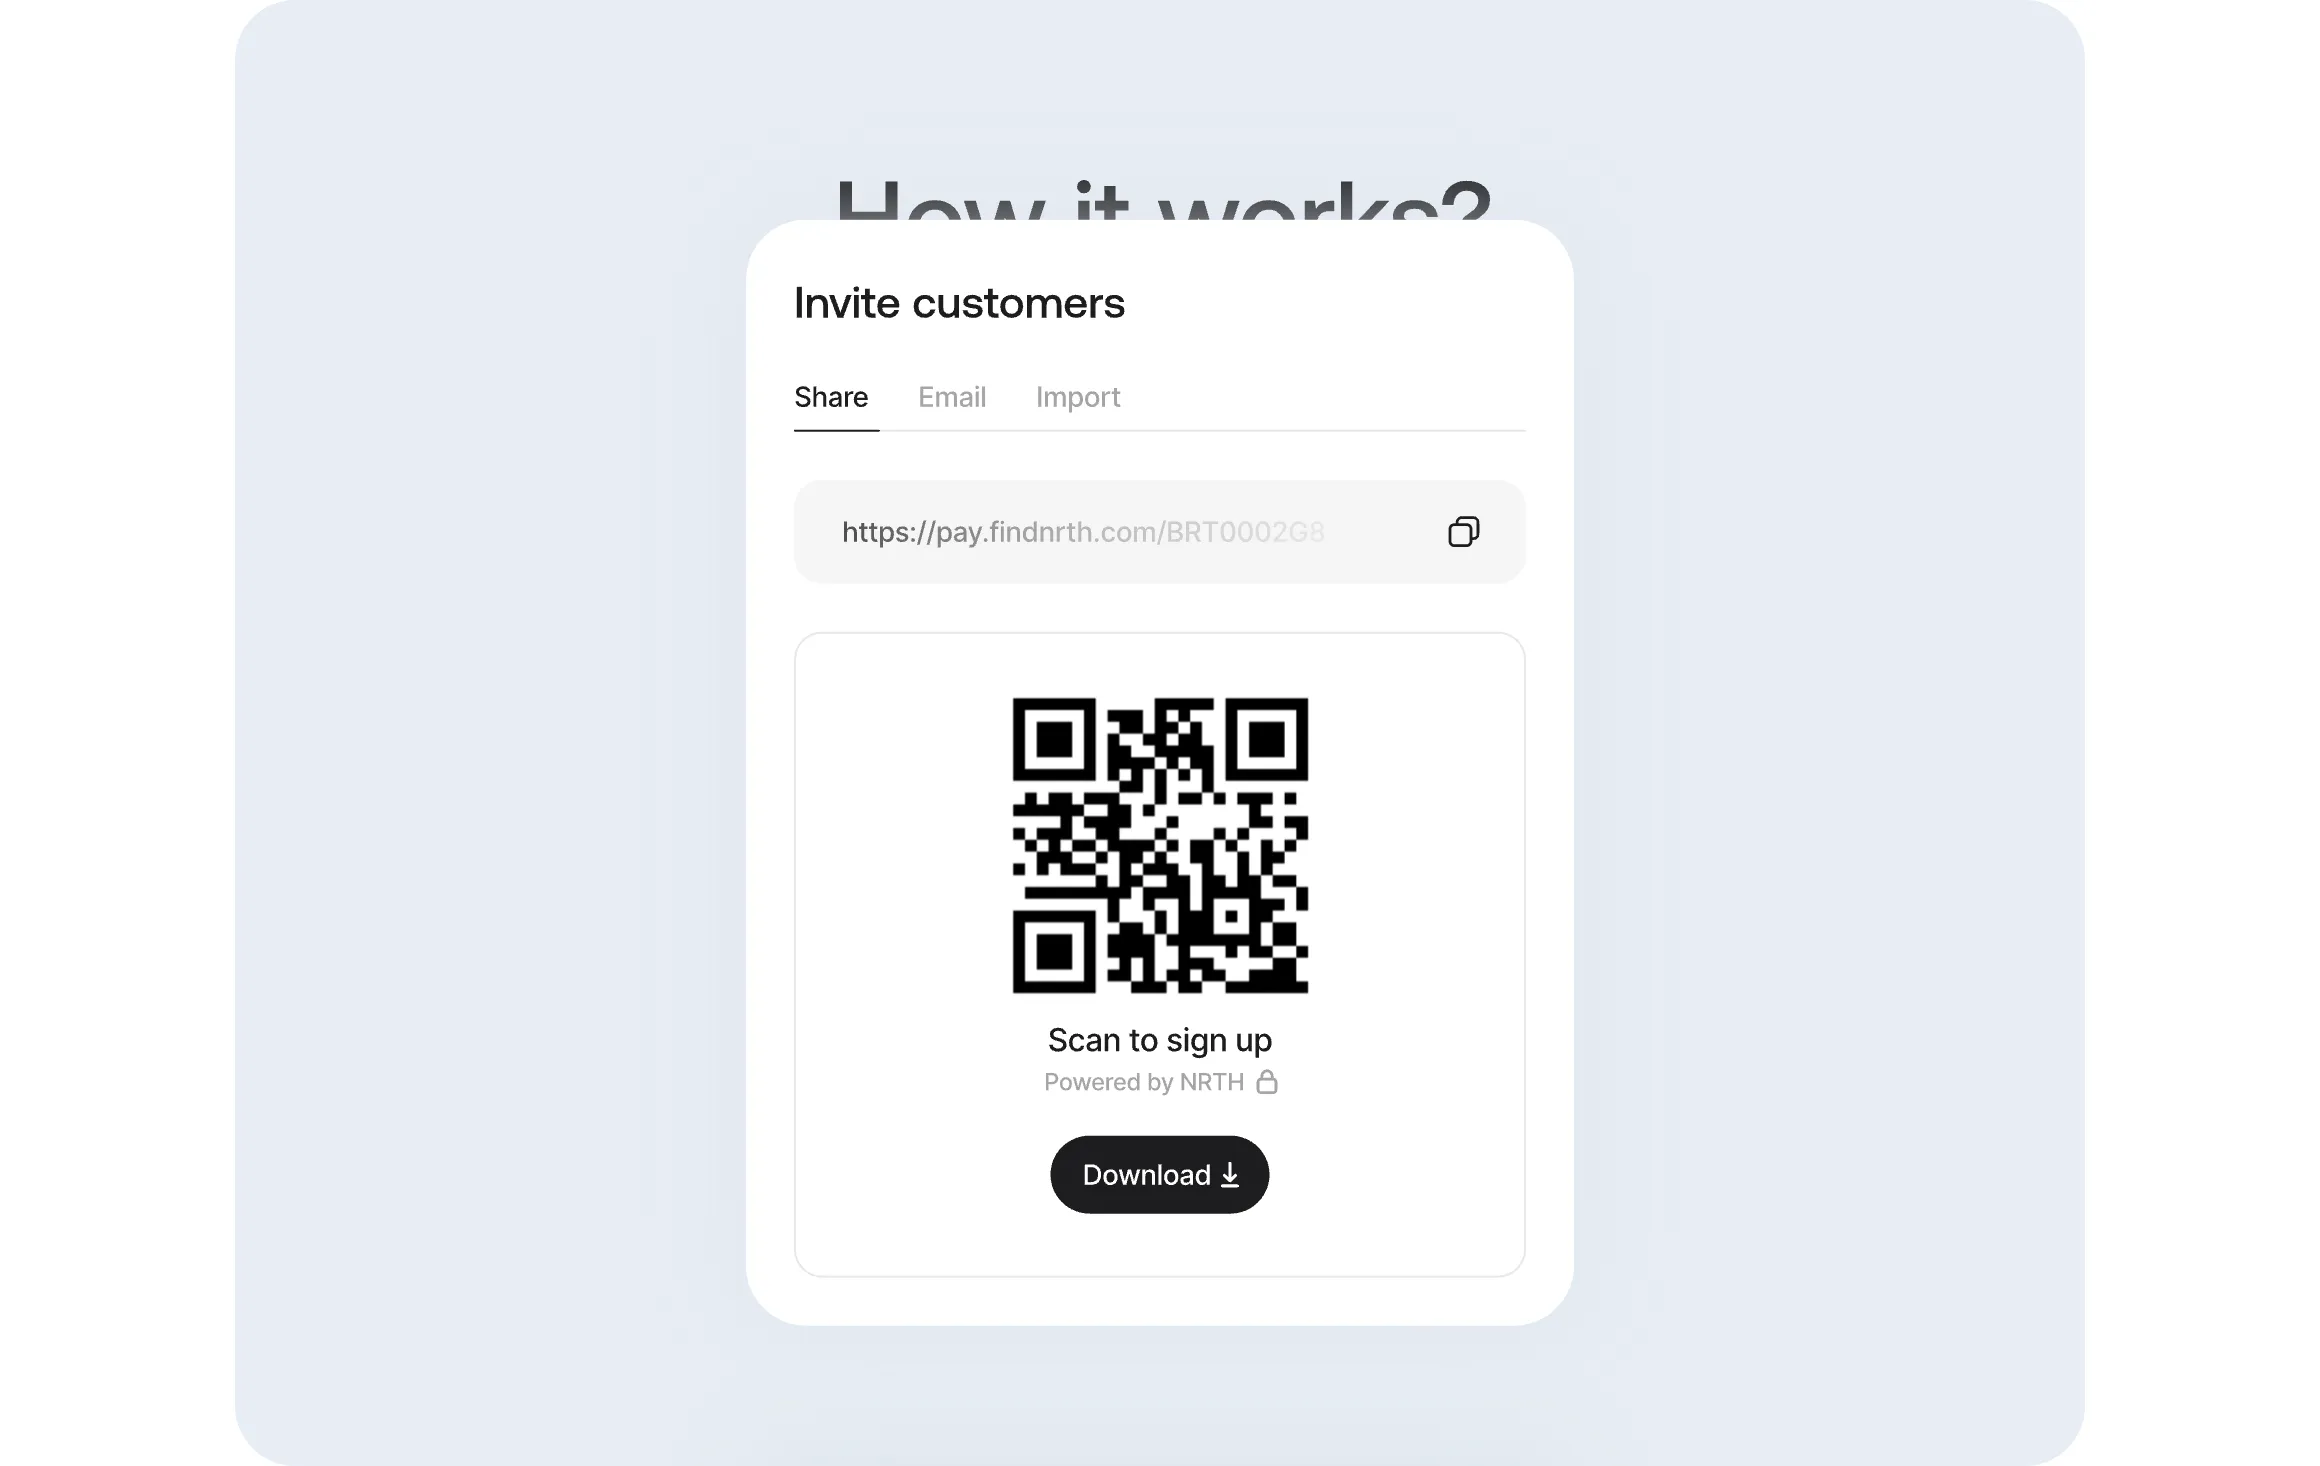 How it works?
Invite customers
Share Email Import
https://pay.findnrth.com/BRT0002G8
Scan to sign up
Powered by NRTH
Download